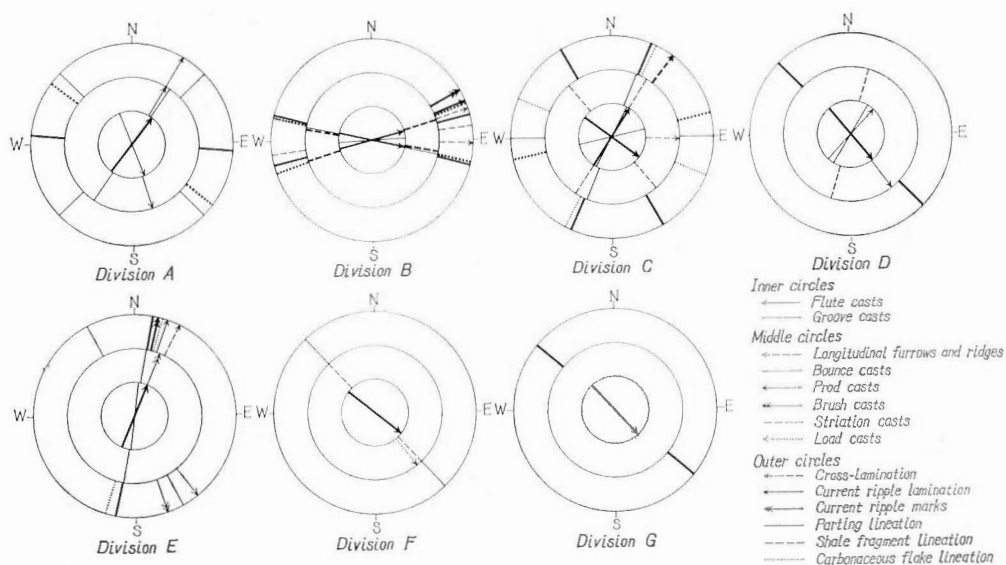 N
W
E
S
Division A
N
W
E
S
Division B
N
W
E
S
Division C
N
W
E
S
Division D
Inner circles
Flute casts
Groove casts
Middle circles
Longitudinal furrows and ridges
Bounce casts
Prod casts
Brush casts
Striation casts
Load casts
Outer circles
Cross-lamination
Current ripple lamination
Current ripple marks
Parting lineation
Shale fragment lineation
Carbonaceous flake lineation
N
W
E
S
Division E
N
W
E
S
Division F
N
W
E
S
Division G